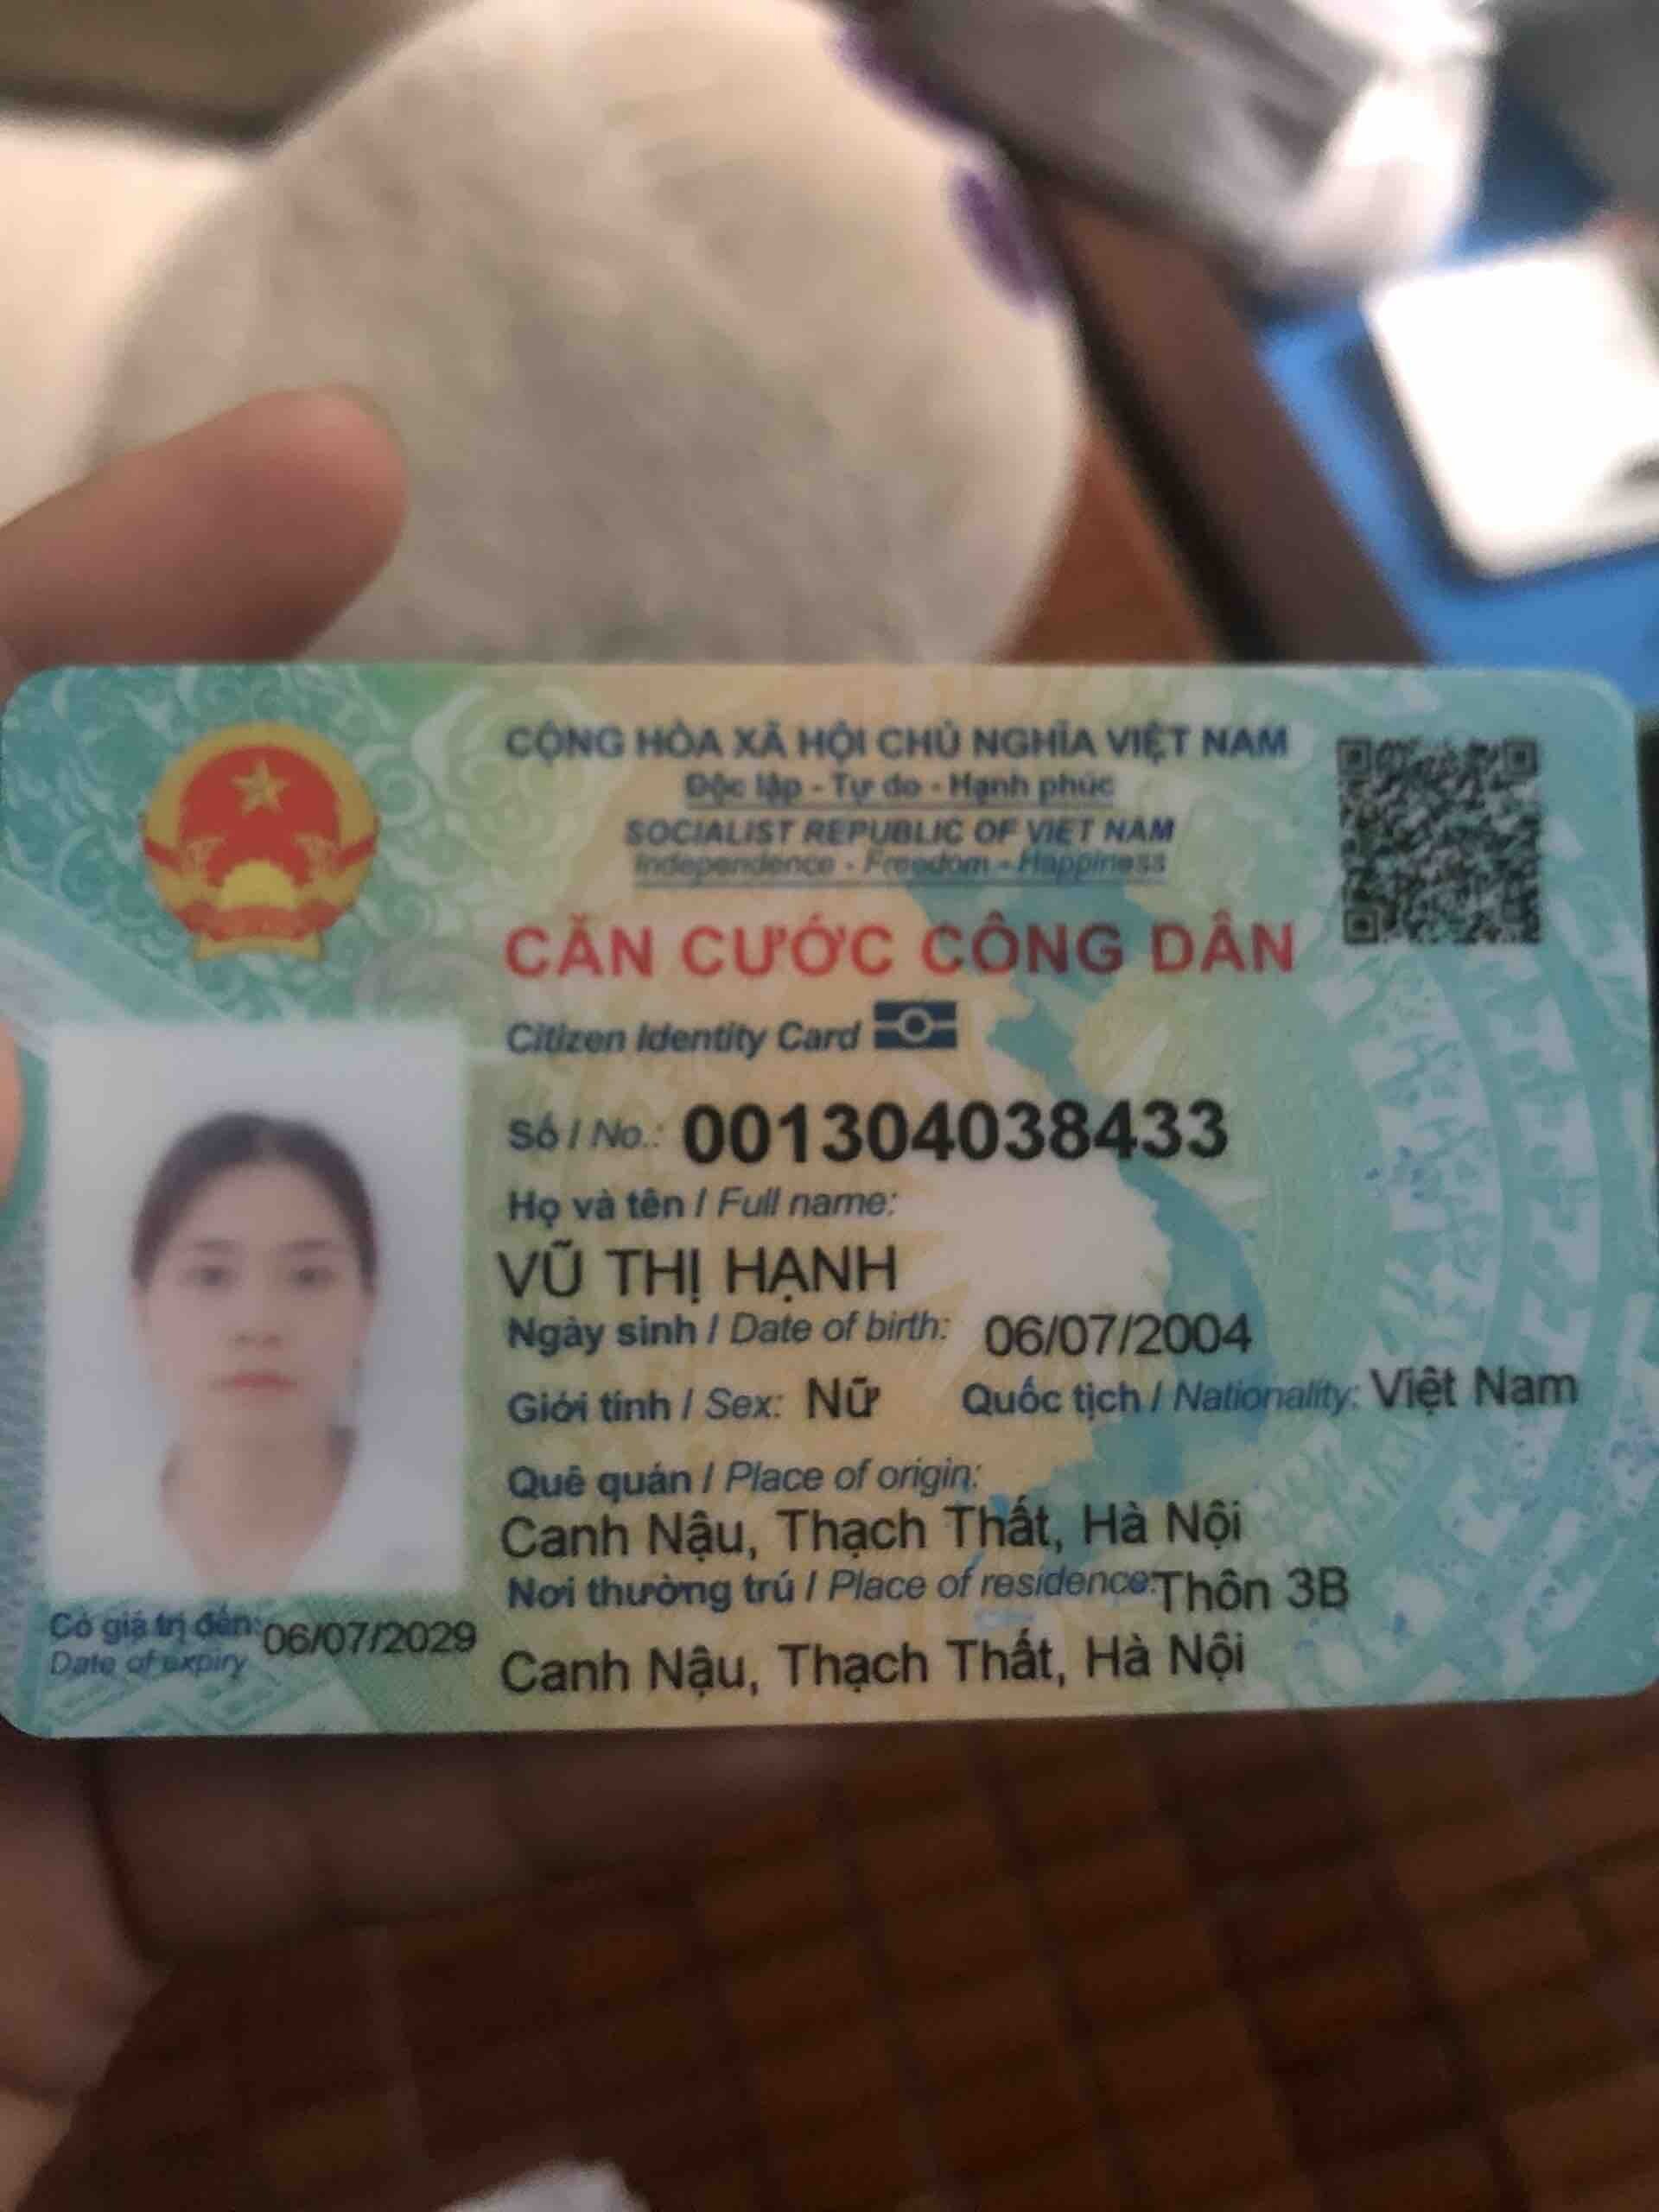 CỘNG HÒA XÃ HỘI CHỦ NGHĨA VIỆT NAM
Độc lập - Tự do - Hạnh phúc
SOCIALIST REPUBLIC OF VIET NAM
Independence - Freedom - Happiness
CĂN CƯỚC CÔNG DÂN
Citizen Identity Card
Số / No.: 001304038433
Họ và tên / Full name:
VŨ THỊ HẠNH
Ngày sinh / Date of birth: 06/07/2004
Giới tính / Sex: Nữ Quốc tịch / Nationality: Việt Nam
Quê quán / Place of origin:
Canh Nậu, Thạch Thất, Hà Nội
Nơi thường trú / Place of residence: Thôn 3B
Canh Nậu, Thạch Thất, Hà Nội
Có giá trị đến: 06/07/2029
Date of expiry